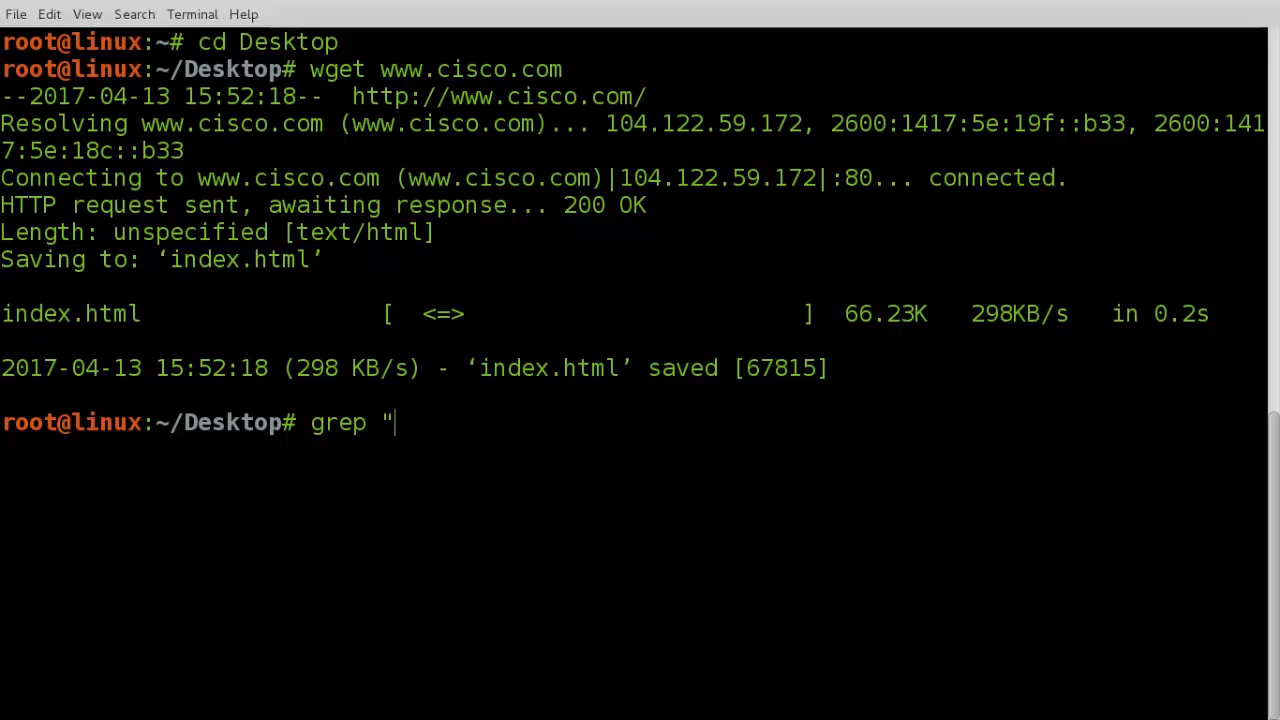 File Edit View Search Terminal Help
root@linux:~# cd Desktop
root@linux:~/Desktop# wget www.cisco.com
--2017-04-13 15:52:18--  http://www.cisco.com/
Resolving www.cisco.com (www.cisco.com)... 104.122.59.172, 2600:1417:5e:19f::b33, 2600:141
7:5e:18c::b33
Connecting to www.cisco.com (www.cisco.com)|104.122.59.172|:80... connected.
HTTP request sent, awaiting response... 200 OK
Length: unspecified [text/html]
Saving to: ‘index.html’
index.html [ <=> ] 66.23K 298KB/s in 0.2s
2017-04-13 15:52:18 (298 KB/s) - ‘index.html’ saved [67815]
root@linux:~/Desktop# grep "